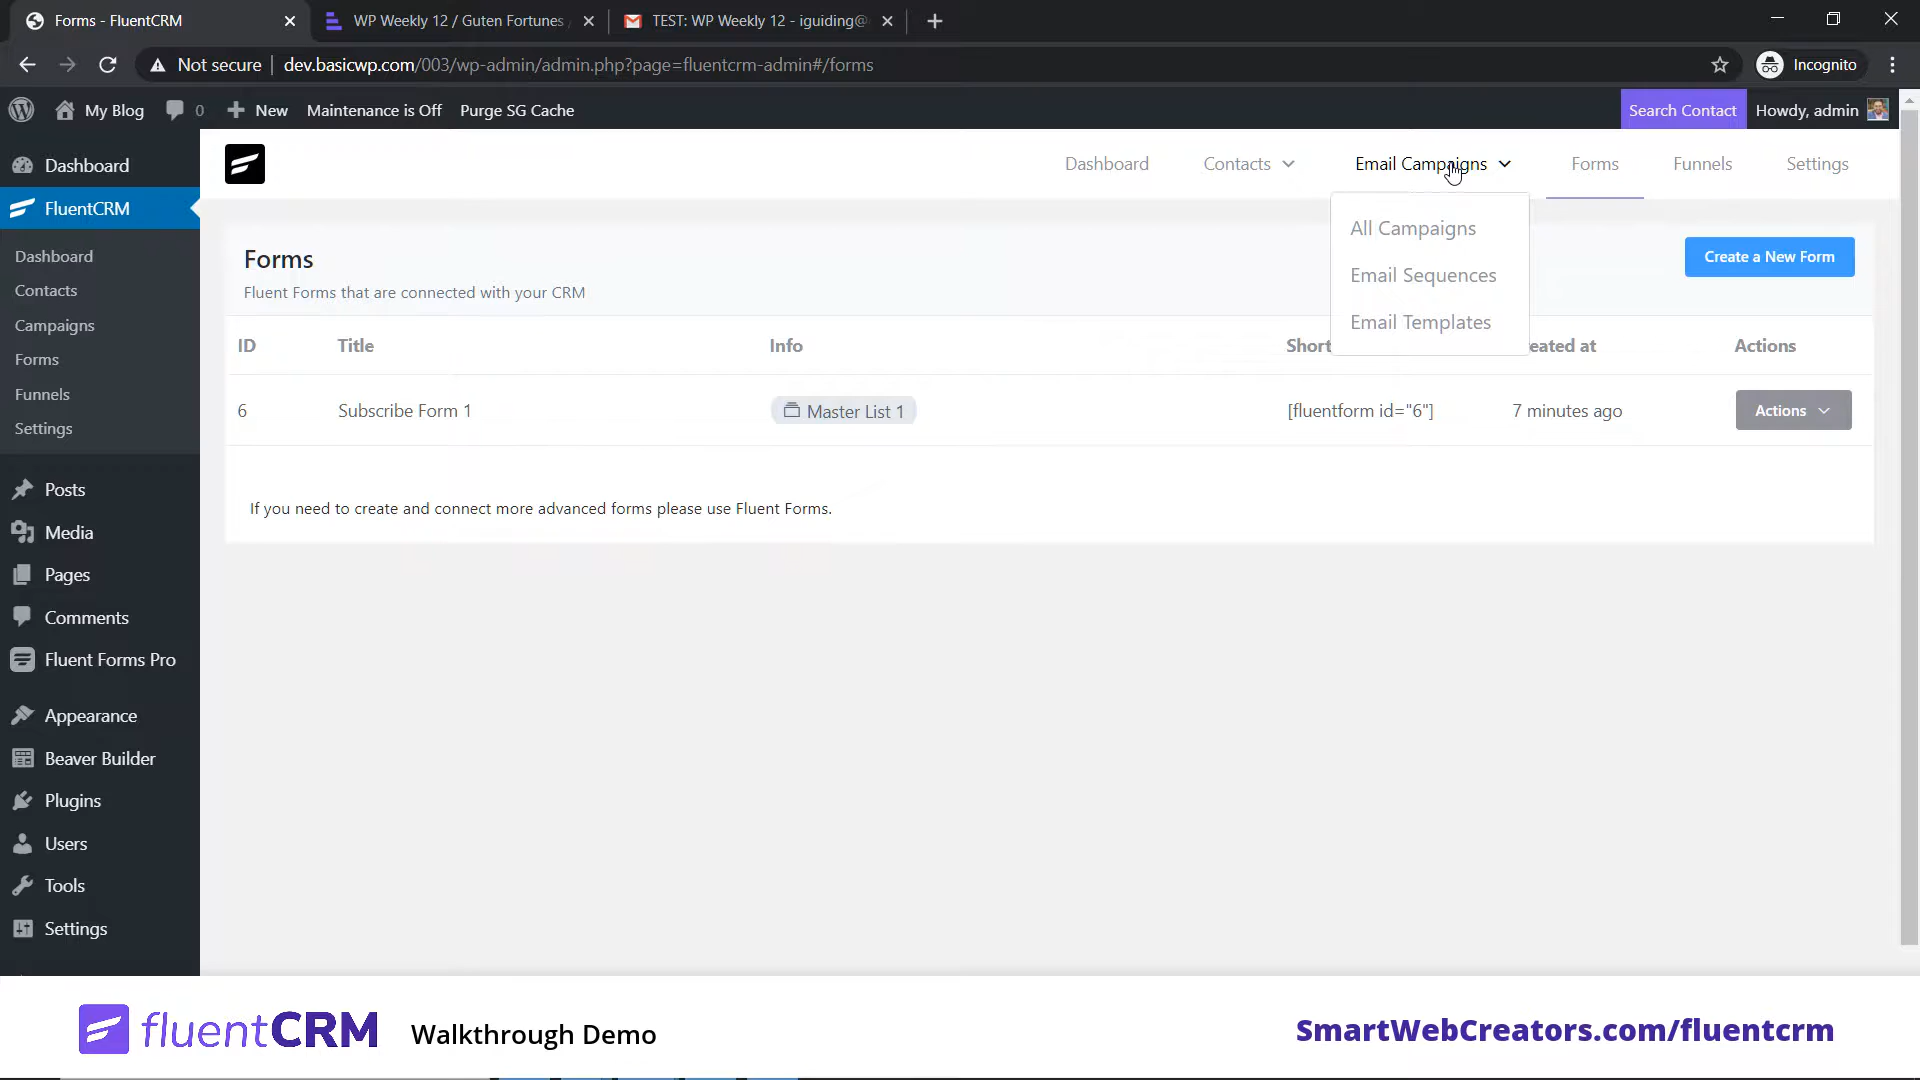 Forms - FluentCRM
WP Weekly 12 / Guten Fortunes
TEST: WP Weekly 12 - iguiding@
Not secure
dev.basicwp.com/003/wp-admin/admin.php?page=fluentcrm-admin#/forms
Incognito
My Blog
0
New
Maintenance is Off
Purge SG Cache
Search Contact
Howdy, admin
Dashboard
FluentCRM
Dashboard
Contacts
Campaigns
Forms
Funnels
Settings
Posts
Media
Pages
Comments
Fluent Forms Pro
Appearance
Beaver Builder
Plugins
Users
Tools
Settings
Dashboard
Contacts
Email Campaigns
Forms
Funnels
Settings
All Campaigns
Email Sequences
Email Templates
Forms
Fluent Forms that are connected with your CRM
Create a New Form
ID
Title
Info
Short
eated at
Actions
6
Subscribe Form 1
Master List 1
[fluentform id="6"]
7 minutes ago
Actions
If you need to create and connect more advanced forms please use Fluent Forms.
fluentCRM
Walkthrough Demo
SmartWebCreators.com/fluentcrm